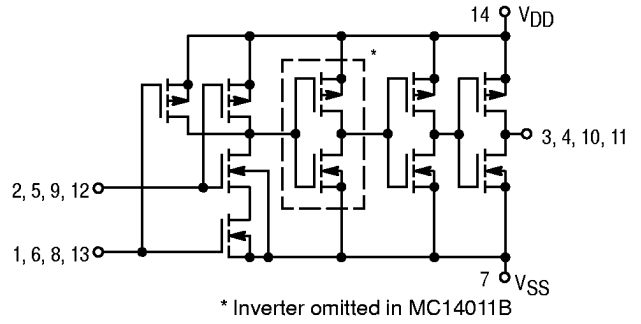 14 VDD
*
2, 5, 9, 12
3, 4, 10, 11
1, 6, 8, 13
7 VSS
* Inverter omitted in MC14011B